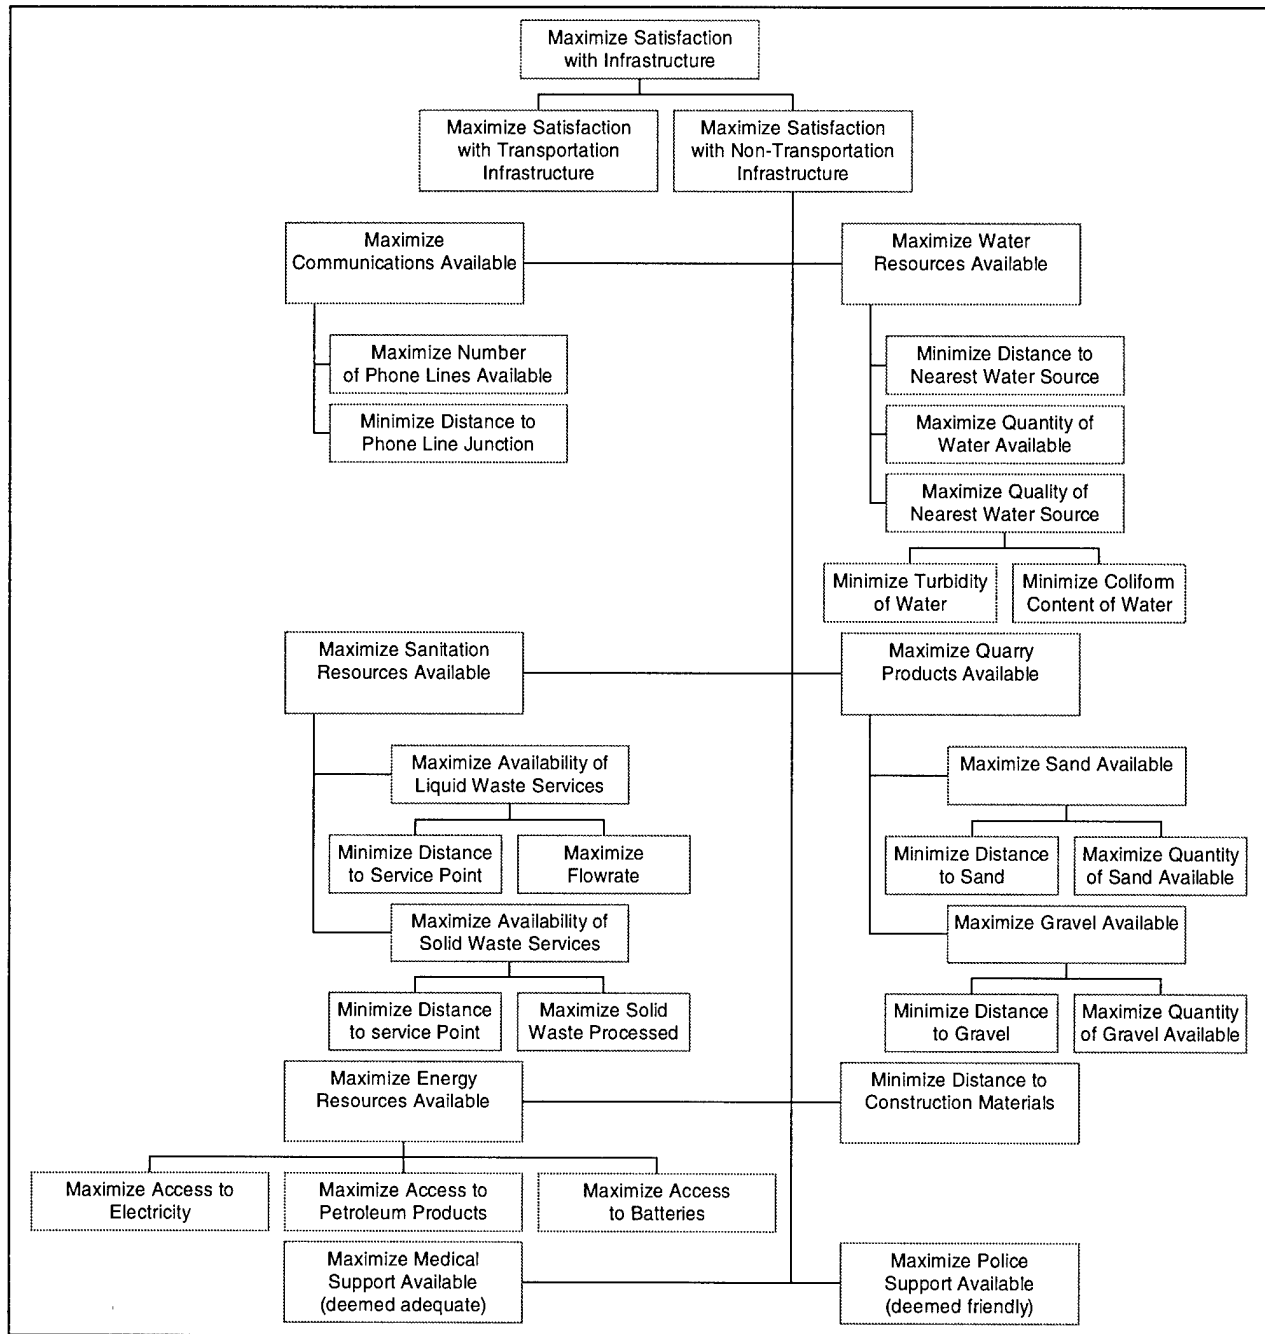 Maximize Satisfaction
with Infrastructure
Maximize Satisfaction
with Transportation
Infrastructure
Maximize Satisfaction
with Non-Transportation
Infrastructure
Maximize
Communications Available
Maximize Water
Resources Available
Maximize Number
of Phone Lines Available
Minimize Distance to
Phone Line Junction
Minimize Distance to
Nearest Water Source
Maximize Quantity of
Water Available
Maximize Quality of
Nearest Water Source
Minimize Turbidity
of Water
Minimize Coliform
Content of Water
Maximize Sanitation
Resources Available
Maximize Quarry
Products Available
Maximize Availability of
Liquid Waste Services
Minimize Distance
to Service Point
Maximize
Flowrate
Maximize Availability of
Solid Waste Services
Minimize Distance
to service Point
Maximize Solid
Waste Processed
Maximize Sand Available
Minimize Distance
to Sand
Maximize Quantity
of Sand Available
Maximize Gravel Available
Minimize Distance
to Gravel
Maximize Quantity
of Gravel Available
Maximize Energy
Resources Available
Minimize Distance to
Construction Materials
Maximize Access to
Electricity
Maximize Access to
Petroleum Products
Maximize Access
to Batteries
Maximize Medical
Support Available
(deemed adequate)
Maximize Police
Support Available
(deemed friendly)